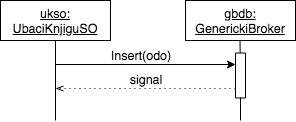 ukso:
UbaciKnjiguSO
gbdb:
GenerickiBroker
Insert(odo)
signal